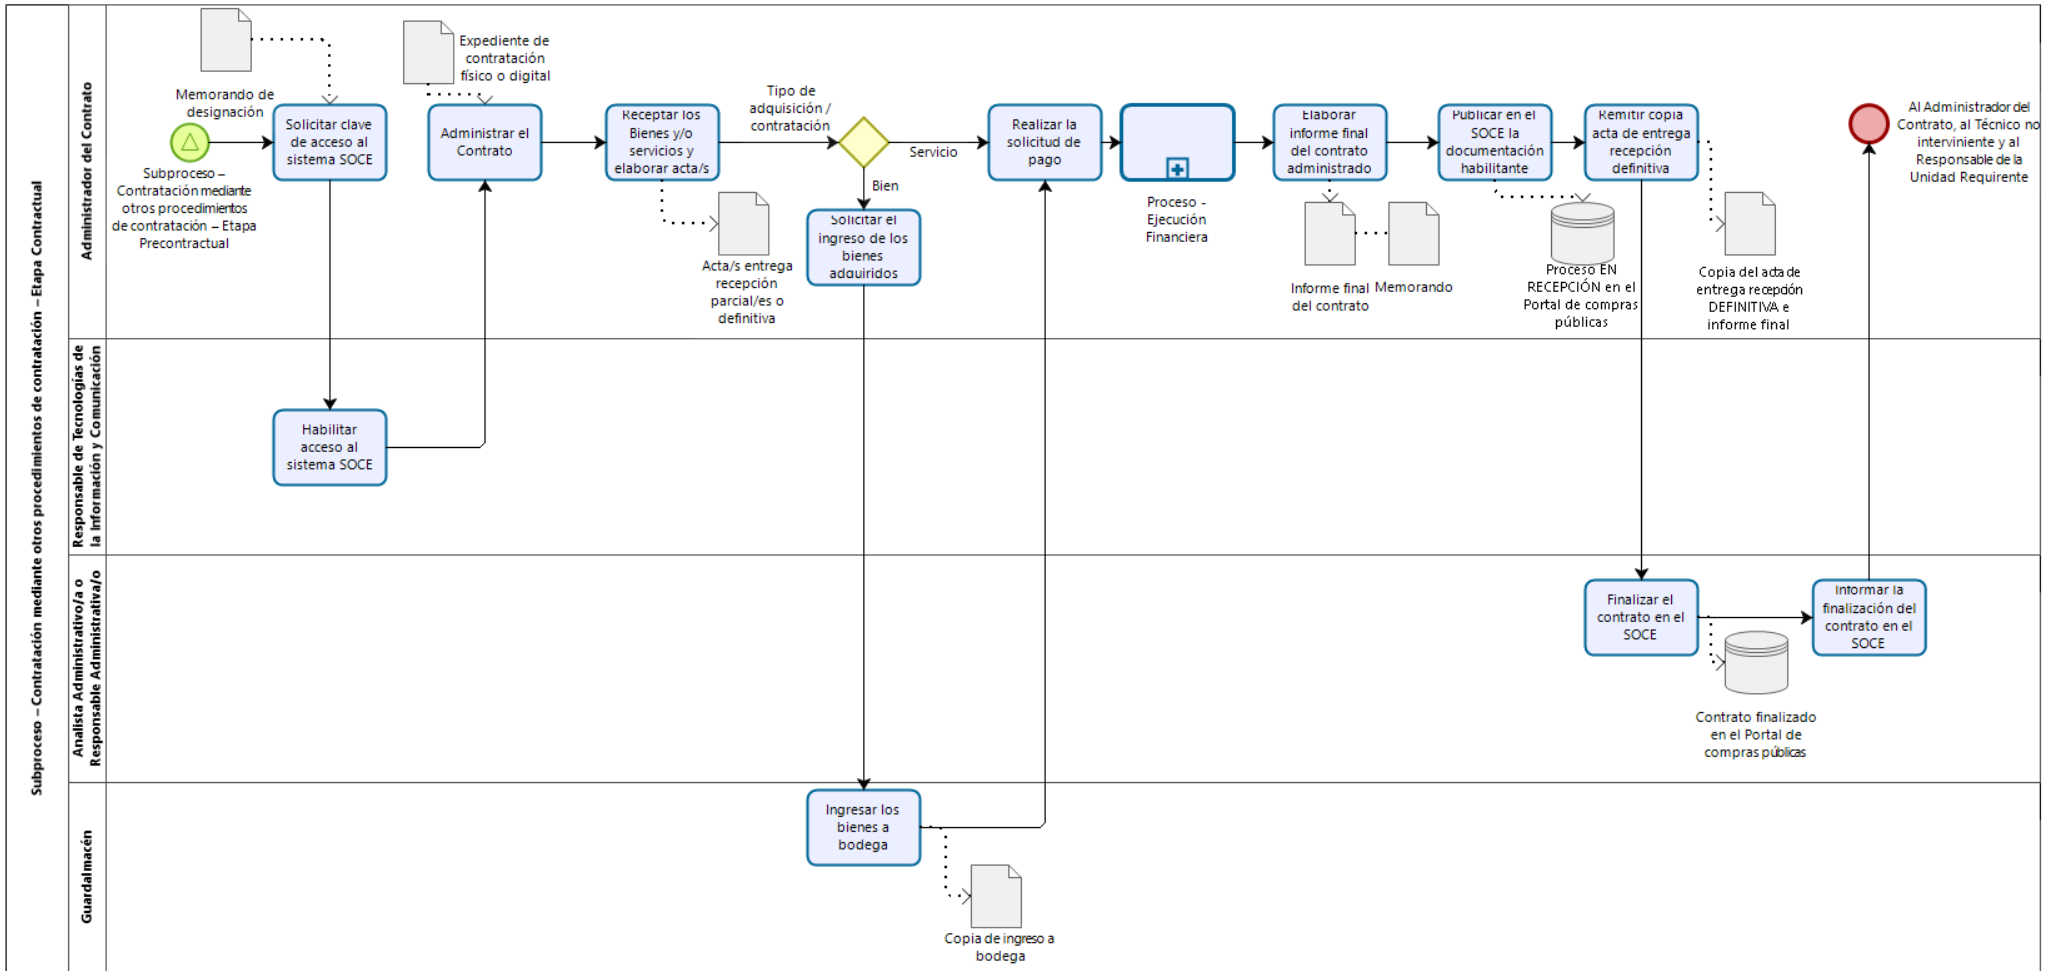 Subproceso – Contratación mediante otros procedimientos de contratación – Etapa Contractual
Administrador del Contrato
Memorando de
designación
Subproceso –
Contratación mediante
otros procedimientos
de contratación – Etapa
Precontractual
Solicitar clave
de acceso al
sistema SOCE
Expediente de
contratación
físico o digital
Administrar el
Contrato
Receptar los
Bienes y/o
servicios y
elaborar acta/s
Acta/s entrega
recepción
parcial/es o
definitiva
Tipo de
adquisición /
contratación
Servicio
Bien
Solicitar el
ingreso de los
bienes
adquiridos
Realizar la
solicitud de
pago
Proceso -
Ejecución
Financiera
Elaborar
informe final
del contrato
administrado
Informe final
del contrato
Memorando
Publicar en el
SOCE la
documentación
habilitante
Proceso EN
RECEPCIÓN en el
Portal de compras
públicas
Remitir copia
acta de entrega
recepción
definitiva
Copia del acta de
entrega recepción
DEFINITIVA e
informe final
Al Administrador del
Contrato, al Técnico no
interviniente y al
Responsable de la
Unidad Requirente
Responsable de Tecnologías de
la Información y Comunicación
Habilitar
acceso al
sistema SOCE
Analista Administrativo/a o
Responsable Administrativa/o
Finalizar el
contrato en el
SOCE
Contrato finalizado
en el Portal de
compras públicas
Informar la
finalización del
contrato en el
SOCE
Guardalmacén
Ingresar los
bienes a
bodega
Copia de ingreso a
bodega